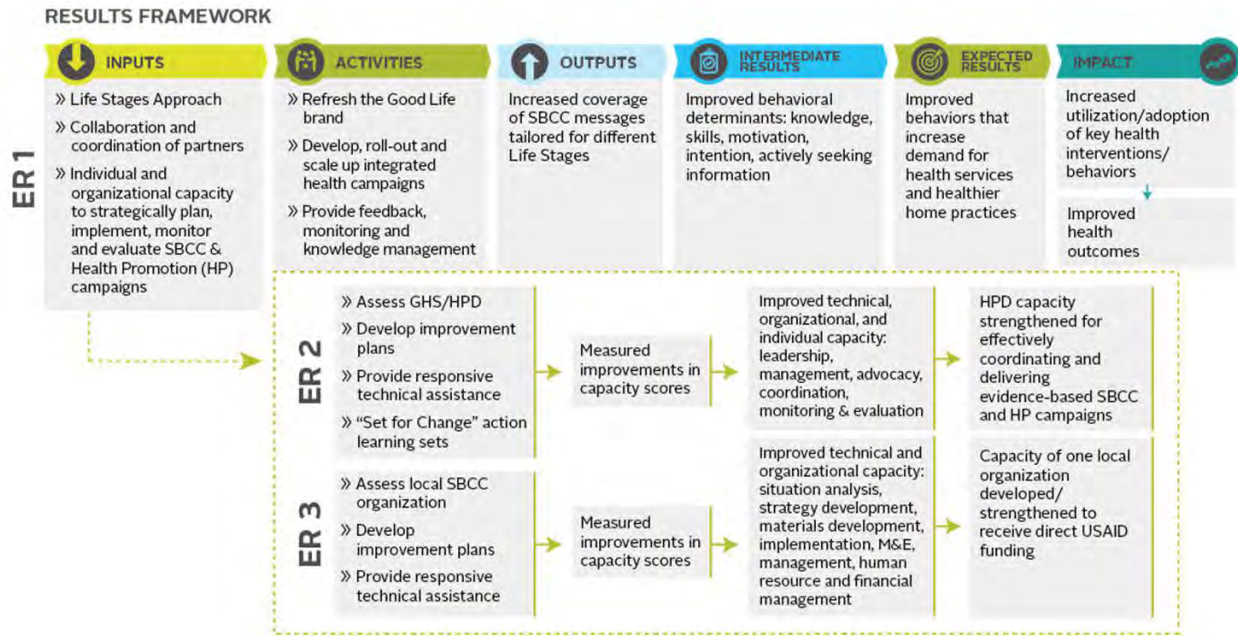 RESULTS FRAMEWORK
INPUTS
ACTIVITIES
OUTPUTS
INTERMEDIATE
RESULTS
EXPECTED
RESULTS
IMPACT
ER 1
» Life Stages Approach
» Collaboration and
coordination of partners
» Individual and
organizational capacity
to strategically plan,
implement, monitor
and evaluate SBCC &
Health Promotion (HP)
campaigns
» Refresh the Good Life
brand
» Develop, roll-out and
scale up integrated
health campaigns
» Provide feedback,
monitoring and
knowledge management
Increased coverage
of SBCC messages
tailored for different
Life Stages
Improved behavioral
determinants: knowledge,
skills, motivation,
intention, actively seeking
information
Improved
behaviors that
increase
demand for
health services
and healthier
home practices
Increased
utilization/adoption
of key health
interventions/
behaviors
Improved
health
outcomes
ER 2
» Assess GHS/HPD
» Develop improvement
plans
» Provide responsive
technical assistance
» “Set for Change” action
learning sets
Measured
improvements in
capacity scores
Improved technical,
organizational, and
individual capacity:
leadership,
management, advocacy,
coordination,
monitoring & evaluation
HPD capacity
strengthened for
effectively
coordinating and
delivering
evidence-based SBCC
and HP campaigns
ER 3
» Assess local SBCC
organization
» Develop
improvement plans
» Provide responsive
technical assistance
Measured
improvements in
capacity scores
Improved technical and
organizational capacity:
situation analysis,
strategy development,
materials development,
implementation, M&E,
management, human
resource and financial
management
Capacity of one local
organization
developed/
strengthened to
receive direct USAID
funding